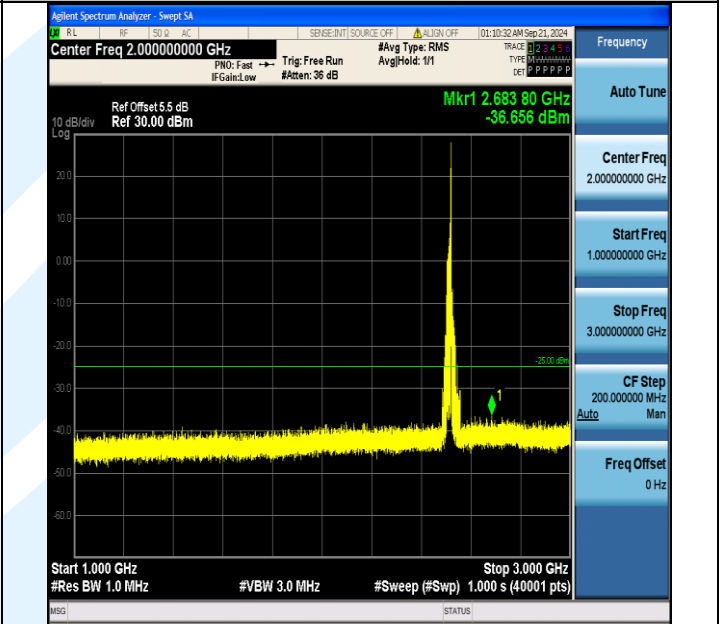 Agilent Spectrum Analyzer - Swept SA
RL RF 50 Ω AC SENSE:INT SOURCE OFF ALIGN OFF 01:10:32 AM Sep 21, 2024
Center Freq 2.000000000 GHz #Avg Type: RMS TRACE 1 2 3 4 5 6
PNO: Fast Trig: Free Run Avg|Hold: 1/1 TYPE M
IFGain:Low #Atten: 36 dB DET P P P P P P
Frequency
Auto Tune
Center Freq
2.000000000 GHz
Start Freq
1.000000000 GHz
Stop Freq
3.000000000 GHz
CF Step
200.000000 MHz
Auto Man
Freq Offset
0 Hz
Mkr1 2.683 80 GHz
-36.656 dBm
Ref Offset 5.5 dB
10 dB/div Ref 30.00 dBm
Log
20.0
10.0
0.00
-10.0
-20.0
-25.00 dBm
-30.0
1
-40.0
-50.0
-60.0
Start 1.000 GHz Stop 3.000 GHz
#Res BW 1.0 MHz #VBW 3.0 MHz #Sweep (#Swp) 1.000 s (40001 pts)
MSG STATUS